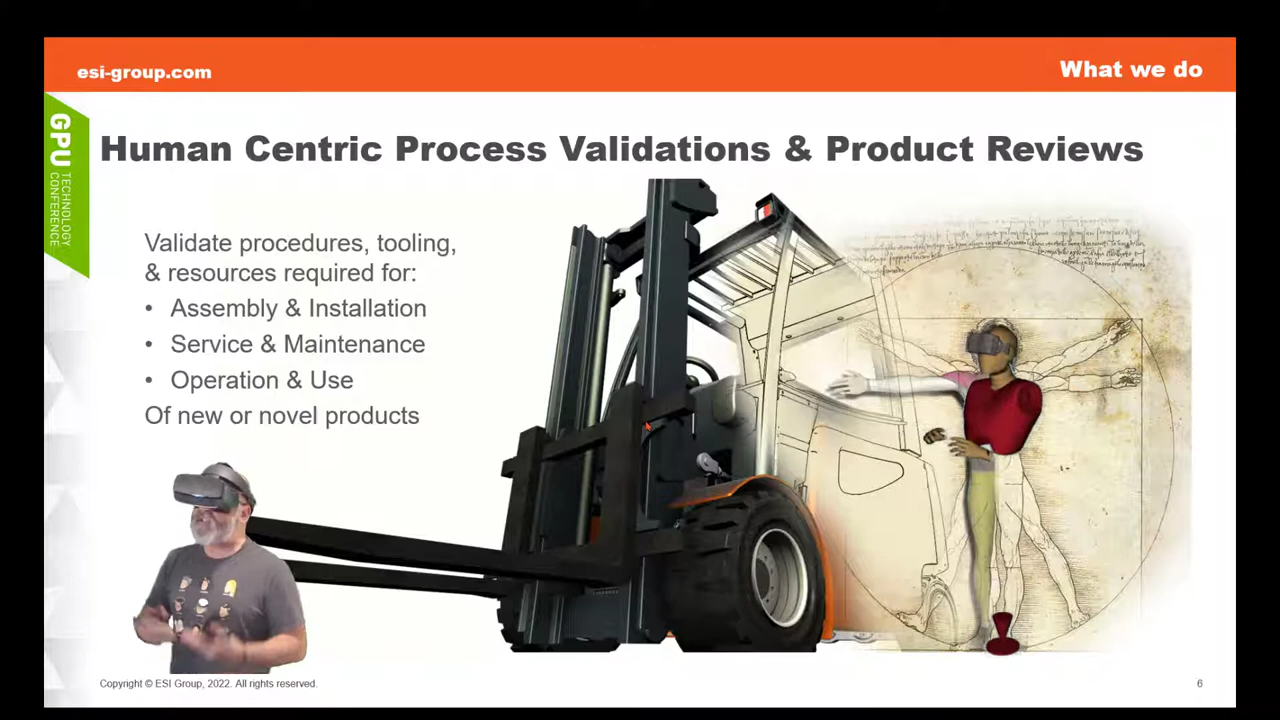 esi-group.com
What we do
GPU TECHNOLOGY CONFERENCE
Human Centric Process Validations & Product Reviews
Validate procedures, tooling,
& resources required for:
• Assembly & Installation
• Service & Maintenance
• Operation & Use
Of new or novel products
Copyright © ESI Group, 2022. All rights reserved.
6